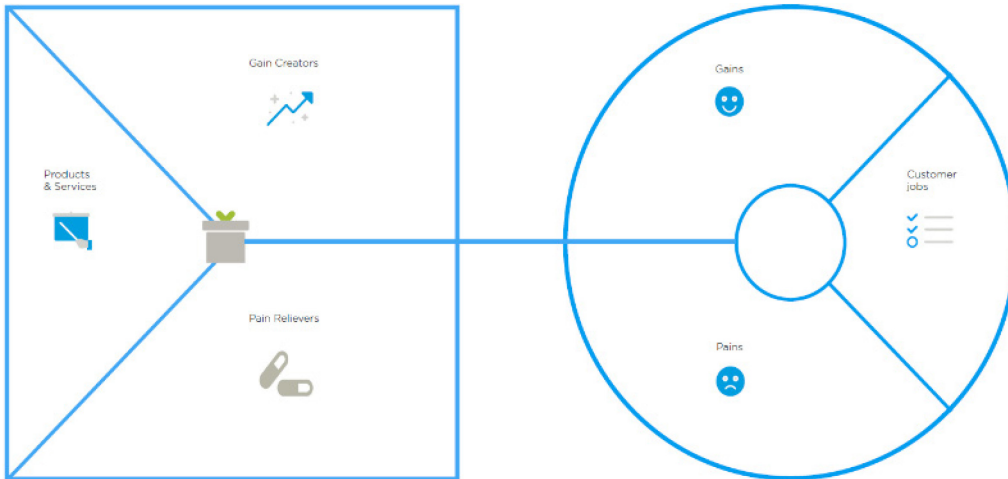 Gain Creators
Products
& Services
Pain Relievers
Gains
Customer
jobs
Pains